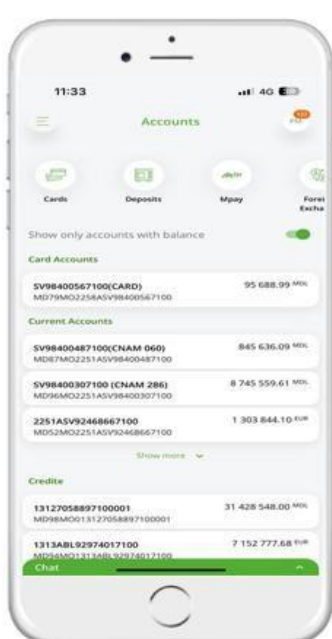 11:33
4G
Accounts
Cards
Deposits
Mpay
Forei
Excha
Show only accounts with balance
Card Accounts
SV98400567100(CARD)
95 688.99 MDL
MD79MO2258ASV98400567100
Current Accounts
SV98400487100(CNAM 060)
845 636.09 MDL
MD87MO2251ASV98400487100
SV98400307100 (CNAM 286)
8 745 559.61 MDL
MD96MO2251ASV98400307100
2251ASV92468667100
1 303 844.10 EUR
MD52MO2251ASV92468667100
Show more
Credite
13127058897100001
31 428 548.00 MDL
MD98MO01312705889710​0001
1313ABL92974017100
7 152 777.68 EUR
MD94MO1313ABL92974017100
Chat